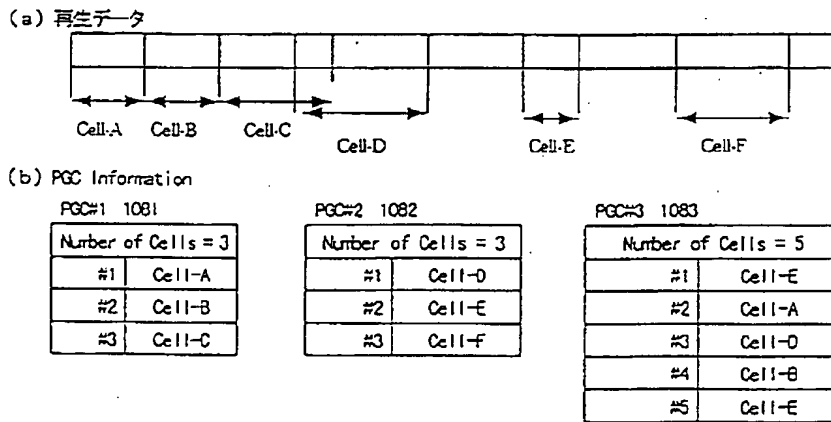 (a) 再生データ
Cell-A Cell-B Cell-C Cell-D Cell-E Cell-F
(b) PGC Information
PGC#1 1081 PGC#2 1082 PGC#3 1083
Number of Cells = 3 Number of Cells = 3 Number of Cells = 5
#1 Cell-A #1 Cell-D #1 Cell-E
#2 Cell-B #2 Cell-E #2 Cell-A
#3 Cell-C #3 Cell-F #3 Cell-D
#4 Cell-B
#5 Cell-E